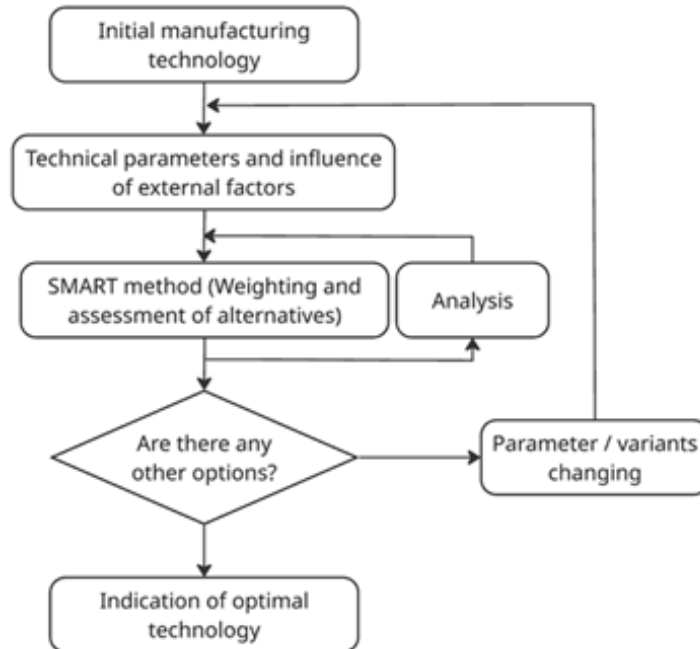 Initial manufacturing
technology
Technical parameters and influence
of external factors
SMART method (Weighting and
assessment of alternatives)
Analysis
Are there any
other options?
Parameter / variants
changing
Indication of optimal
technology